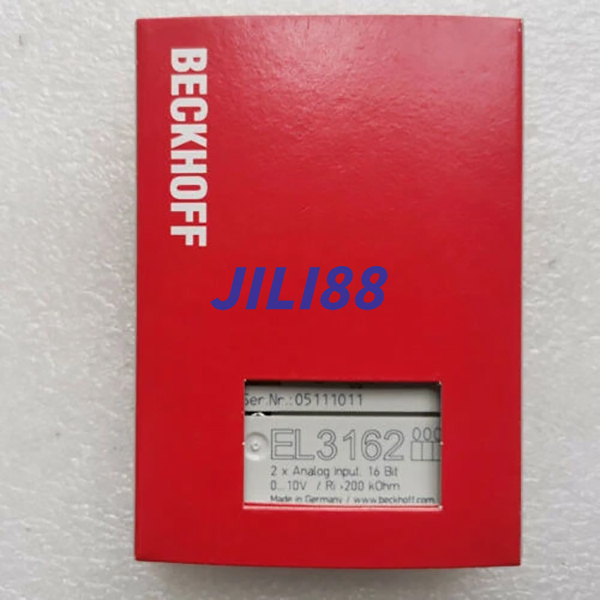 BECKHOFF
JILI88
Ser.Nr.: 05111011
EL3162
000
2 x Analog Input, 16 Bit
0...10V / Ri >200 kOhm
Made in Germany / www.beckhoff.com